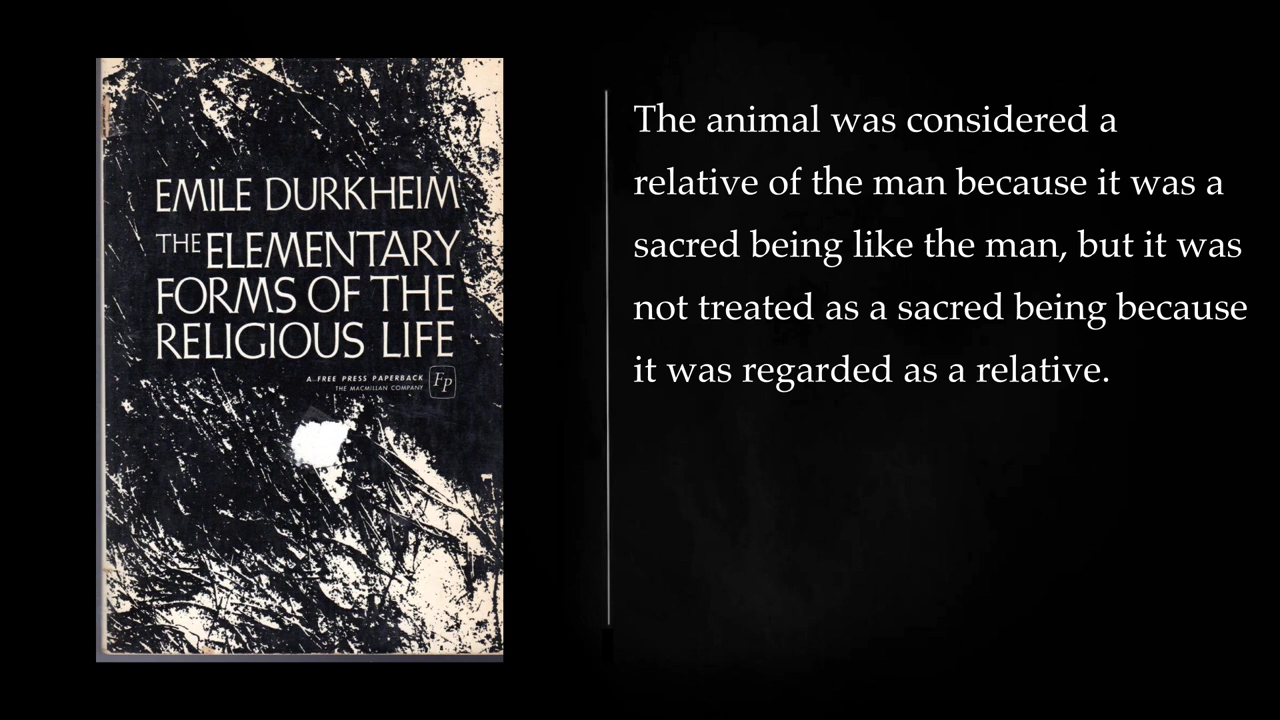 EMILE DURKHEIM
THE ELEMENTARY
FORMS OF THE
RELIGIOUS LIFE
A FREE PRESS PAPERBACK
THE MACMILLAN COMPANY
Fp
The animal was considered a
relative of the man because it was a
sacred being like the man, but it was
not treated as a sacred being because
it was regarded as a relative.